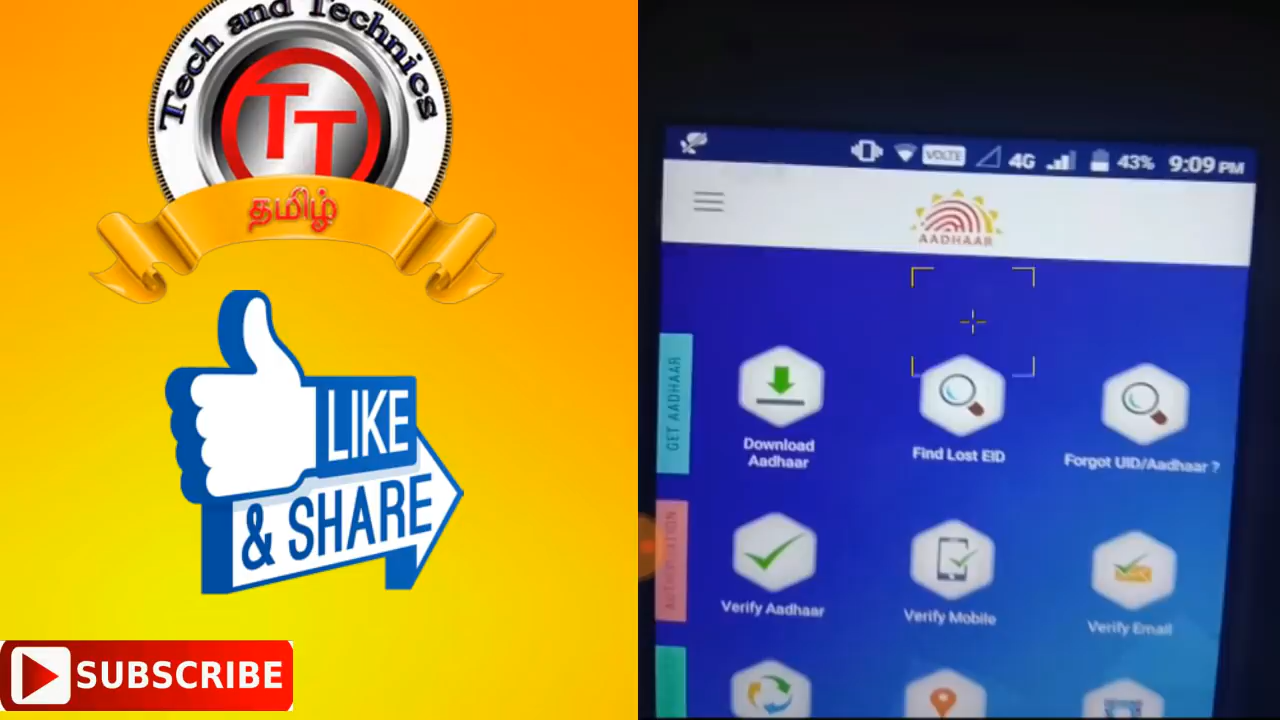 Tech and Technics
TT
தமிழ்
LIKE
& SHARE
SUBSCRIBE
VOLTE 4G 43% 9:09 PM
AADHAAR
GET AADHAAR
Download
Aadhaar
Find Lost EID
Forgot UID/Aadhaar ?
Verify Aadhaar
Verify Mobile
Verify Email